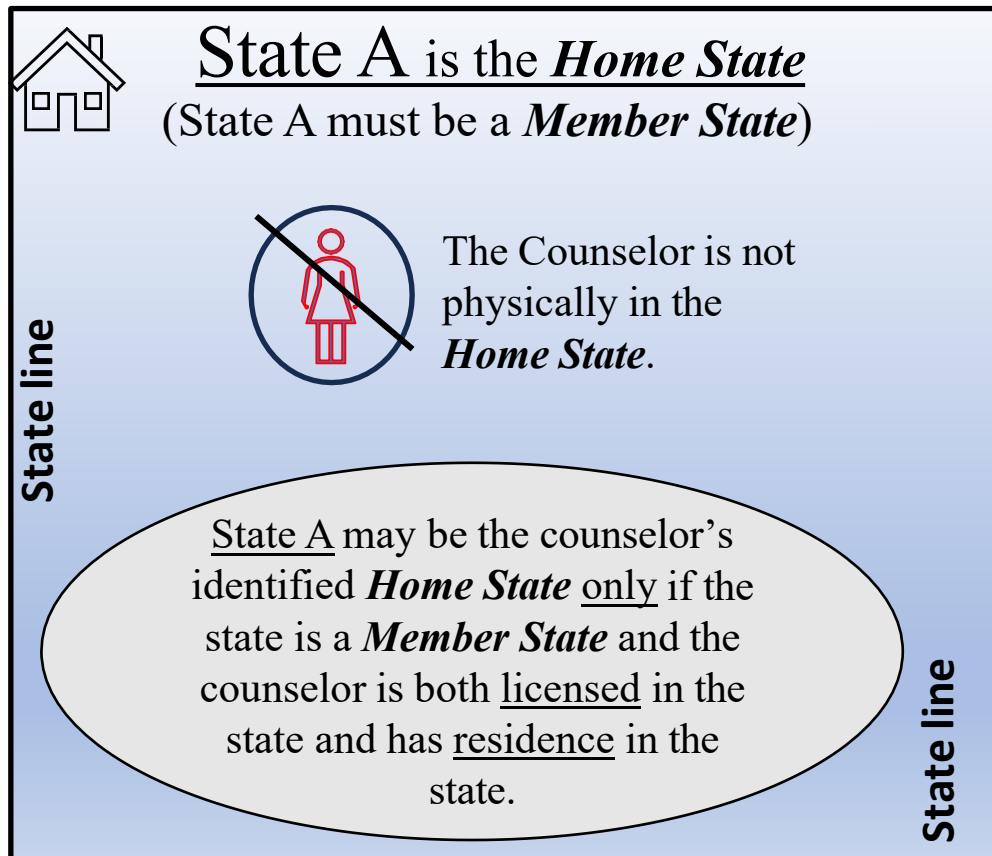 State A is the Home State
(State A must be a Member State)
The Counselor is not
physically in the
Home State.
State line
State A may be the counselor’s
identified Home State only if the
state is a Member State and the
counselor is both licensed in the
state and has residence in the
state.
State line